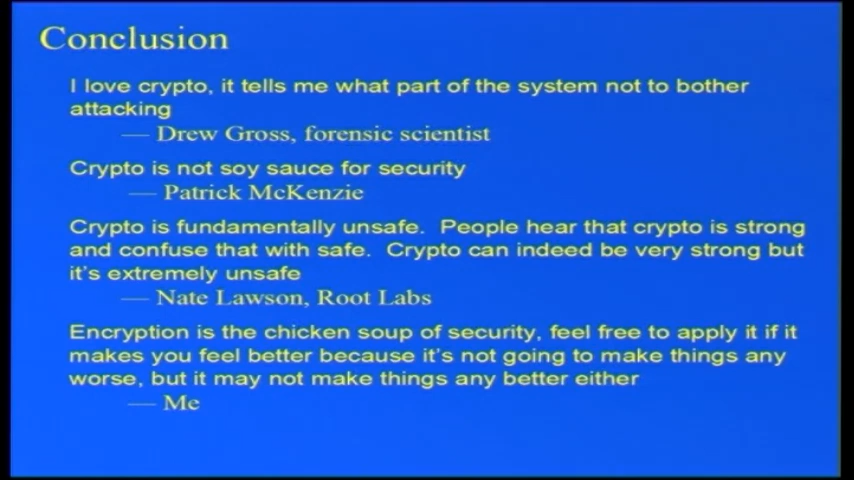 Conclusion
I love crypto, it tells me what part of the system not to bother
attacking
— Drew Gross, forensic scientist
Crypto is not soy sauce for security
— Patrick McKenzie
Crypto is fundamentally unsafe.  People hear that crypto is strong
and confuse that with safe.  Crypto can indeed be very strong but
it's extremely unsafe
— Nate Lawson, Root Labs
Encryption is the chicken soup of security, feel free to apply it if it
makes you feel better because it's not going to make things any
worse, but it may not make things any better either
— Me